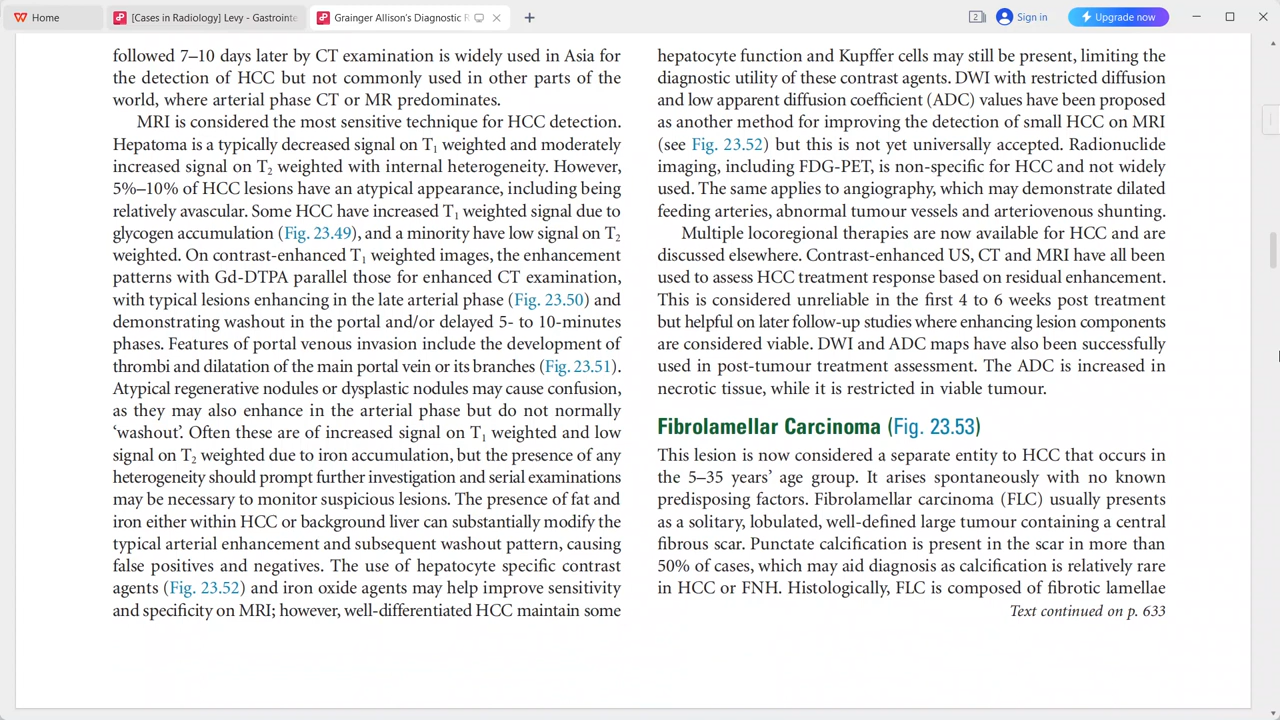 Home
[Cases in Radiology] Levy - Gastrointe
Grainger Allison's Diagnostic R
2
Sign in
Upgrade now
followed 7–10 days later by CT examination is widely used in Asia for
the detection of HCC but not commonly used in other parts of the
world, where arterial phase CT or MR predominates.
MRI is considered the most sensitive technique for HCC detection.
Hepatoma is a typically decreased signal on T1 weighted and moderately
increased signal on T2 weighted with internal heterogeneity. However,
5%–10% of HCC lesions have an atypical appearance, including being
relatively avascular. Some HCC have increased T1 weighted signal due to
glycogen accumulation (Fig. 23.49), and a minority have low signal on T2
weighted. On contrast-enhanced T1 weighted images, the enhancement
patterns with Gd-DTPA parallel those for enhanced CT examination,
with typical lesions enhancing in the late arterial phase (Fig. 23.50) and
demonstrating washout in the portal and/or delayed 5- to 10-minutes
phases. Features of portal venous invasion include the development of
thrombi and dilatation of the main portal vein or its branches (Fig. 23.51).
Atypical regenerative nodules or dysplastic nodules may cause confusion,
as they may also enhance in the arterial phase but do not normally
‘washout’. Often these are of increased signal on T1 weighted and low
signal on T2 weighted due to iron accumulation, but the presence of any
heterogeneity should prompt further investigation and serial examinations
may be necessary to monitor suspicious lesions. The presence of fat and
iron either within HCC or background liver can substantially modify the
typical arterial enhancement and subsequent washout pattern, causing
false positives and negatives. The use of hepatocyte specific contrast
agents (Fig. 23.52) and iron oxide agents may help improve sensitivity
and specificity on MRI; however, well-differentiated HCC maintain some
hepatocyte function and Kupffer cells may still be present, limiting the
diagnostic utility of these contrast agents. DWI with restricted diffusion
and low apparent diffusion coefficient (ADC) values have been proposed
as another method for improving the detection of small HCC on MRI
(see Fig. 23.52) but this is not yet universally accepted. Radionuclide
imaging, including FDG-PET, is non-specific for HCC and not widely
used. The same applies to angiography, which may demonstrate dilated
feeding arteries, abnormal tumour vessels and arteriovenous shunting.
Multiple locoregional therapies are now available for HCC and are
discussed elsewhere. Contrast-enhanced US, CT and MRI have all been
used to assess HCC treatment response based on residual enhancement.
This is considered unreliable in the first 4 to 6 weeks post treatment
but helpful on later follow-up studies where enhancing lesion components
are considered viable. DWI and ADC maps have also been successfully
used in post-tumour treatment assessment. The ADC is increased in
necrotic tissue, while it is restricted in viable tumour.
Fibrolamellar Carcinoma (Fig. 23.53)
This lesion is now considered a separate entity to HCC that occurs in
the 5–35 years’ age group. It arises spontaneously with no known
predisposing factors. Fibrolamellar carcinoma (FLC) usually presents
as a solitary, lobulated, well-defined large tumour containing a central
fibrous scar. Punctate calcification is present in the scar in more than
50% of cases, which may aid diagnosis as calcification is relatively rare
in HCC or FNH. Histologically, FLC is composed of fibrotic lamellae
Text continued on p. 633